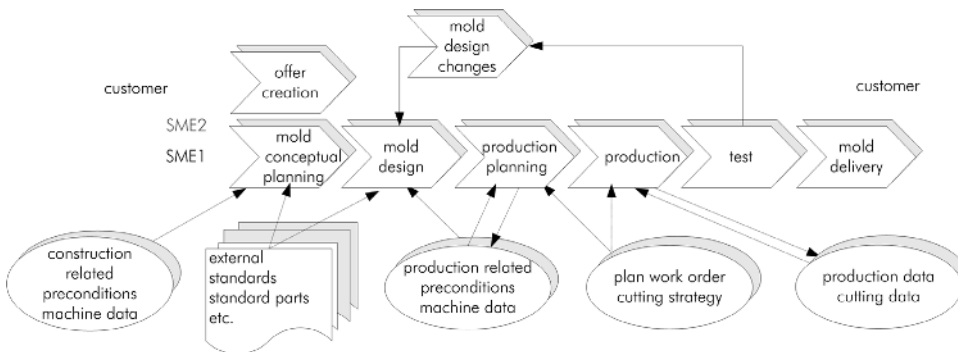 mold
design
changes
offer
creation
customer
customer
SME2
SME1
mold
conceptual
planning
mold
design
production
planning
production
test
mold
delivery
construction
related
preconditions
machine data
external
standards
standard parts
etc.
production related
preconditions
machine data
plan work order
cutting strategy
production data
cutting data